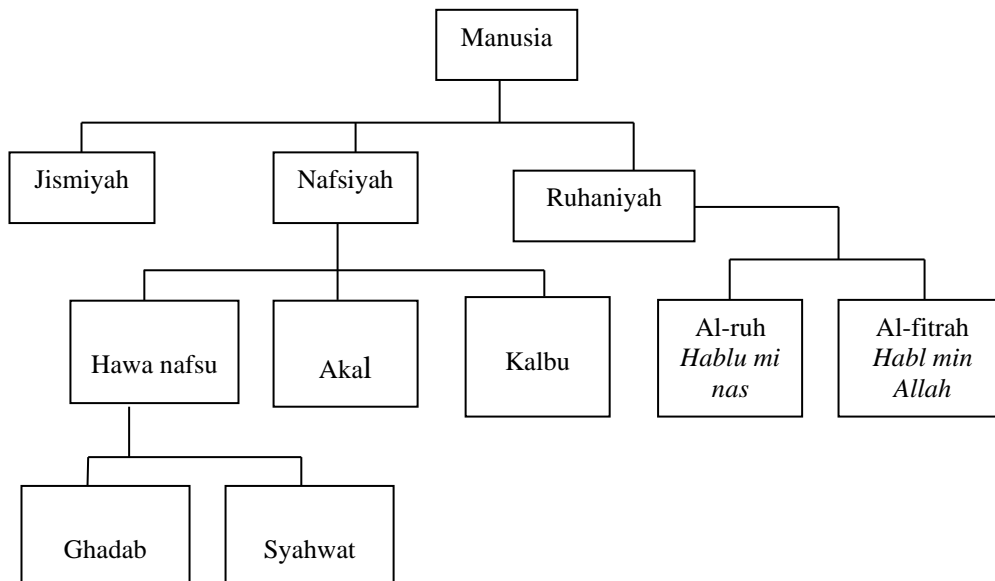 Manusia
Jismiyah
Nafsiyah
Ruhaniyah
Hawa nafsu
Akal
Kalbu
Al-ruh
Hablu mi
nas
Al-fitrah
Habl min
Allah
Ghadab
Syahwat